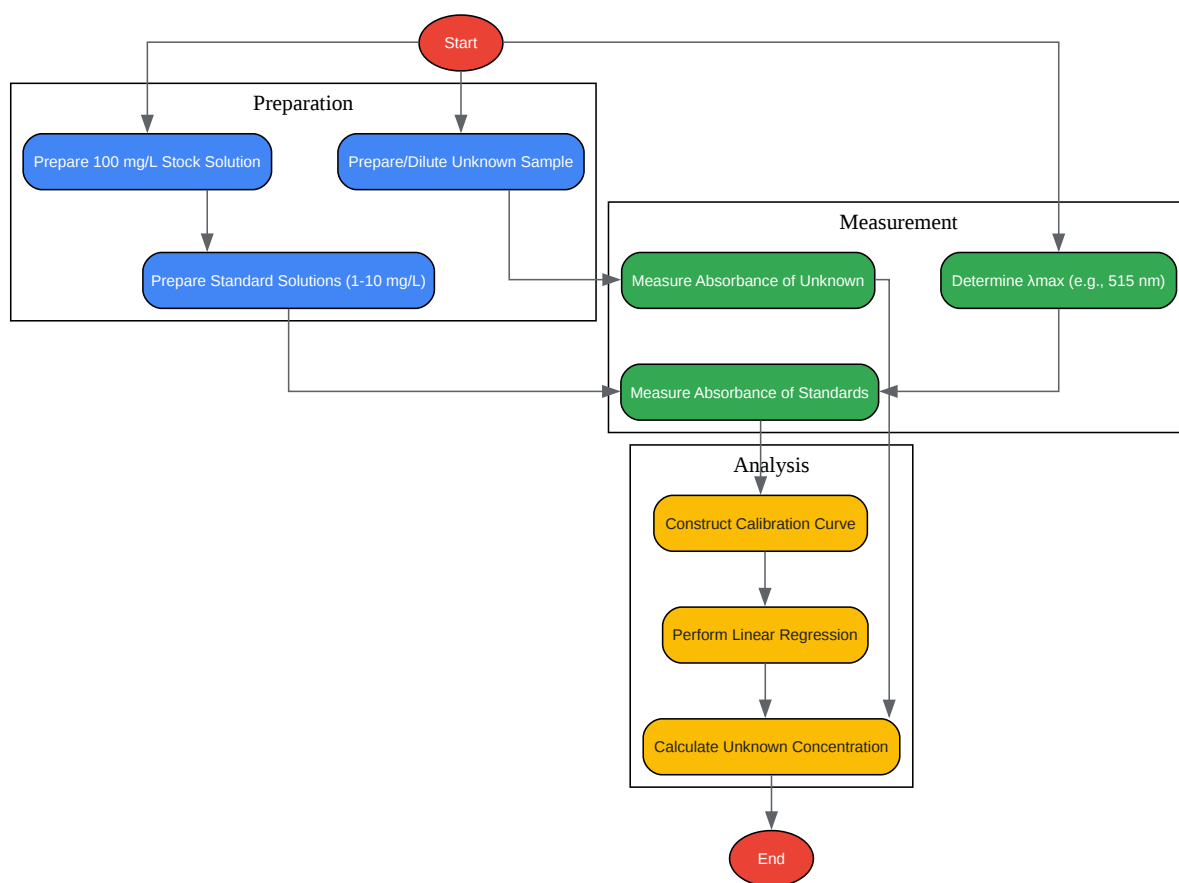 Start
Preparation
Prepare 100 mg/L Stock Solution
Prepare/Dilute Unknown Sample
Prepare Standard Solutions (1-10 mg/L)
Measurement
Measure Absorbance of Unknown
Determine λmax (e.g., 515 nm)
Measure Absorbance of Standards
Analysis
Construct Calibration Curve
Perform Linear Regression
Calculate Unknown Concentration
End